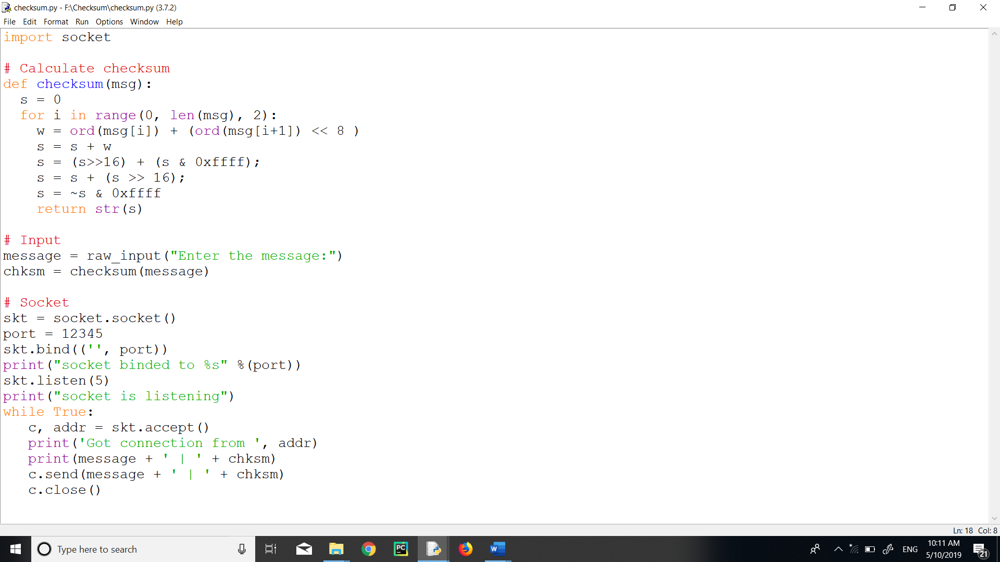 checksum.py - F:\Checksum\checksum.py (3.7.2)
File Edit Format Run Options Window Help
import socket

# Calculate checksum
def checksum(msg):
  s = 0
  for i in range(0, len(msg), 2):
    w = ord(msg[i]) + (ord(msg[i+1]) << 8 )
    s = s + w
    s = (s>>16) + (s & 0xffff);
    s = s + (s >> 16);
    s = ~s & 0xffff
    return str(s)

# Input
message = raw_input("Enter the message:")
chksm = checksum(message)

# Socket
skt = socket.socket()
port = 12345
skt.bind(('', port))
print("socket binded to %s" %(port))
skt.listen(5)
print("socket is listening")
while True:
   c, addr = skt.accept()
   print('Got connection from ', addr)
   print(message + ' | ' + chksm)
   c.send(message + ' | ' + chksm)
   c.close()
Ln: 18 Col: 8
Type here to search
PC
W
ENG
10:11 AM
5/10/2019
21